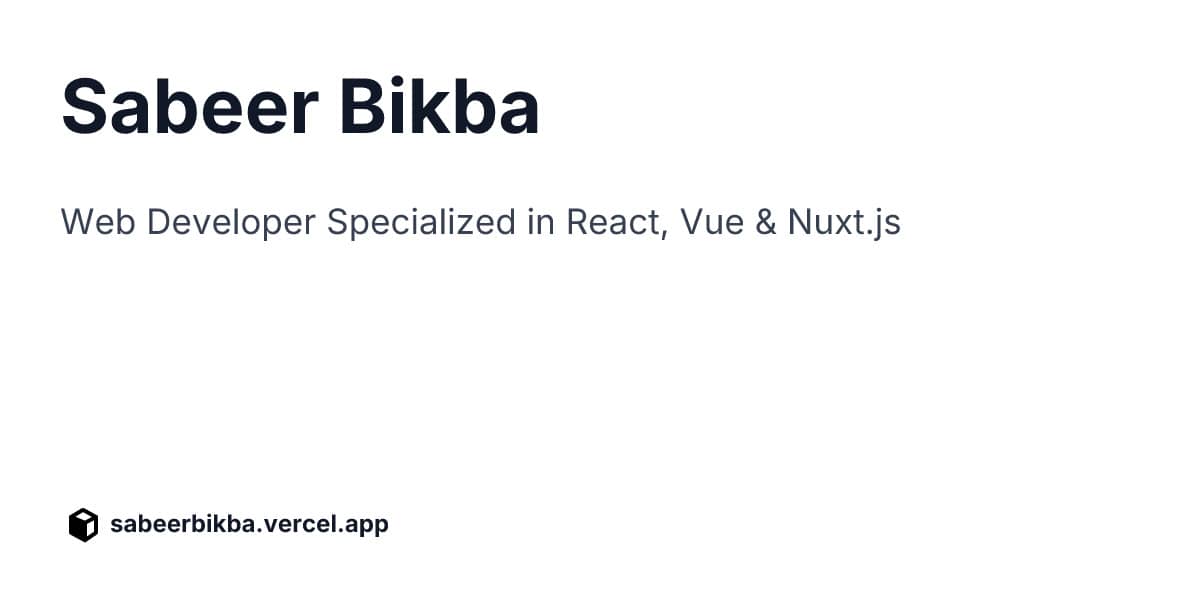 Sabeer Bikba
Web Developer Specialized in React, Vue & Nuxt.js
sabeerbikba.vercel.app